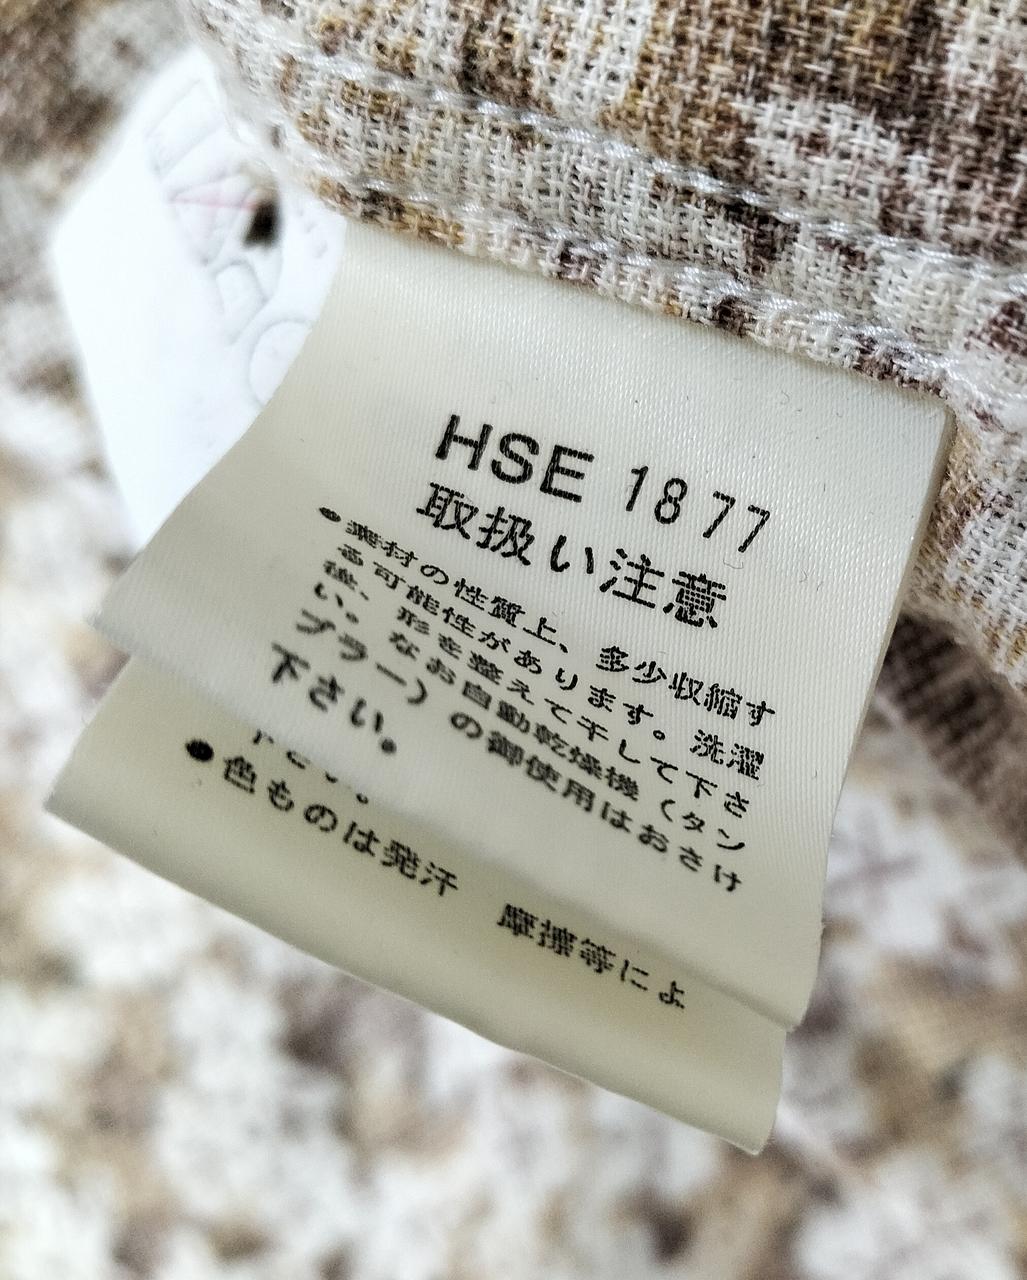 HSE 1877
取扱い注意
●素材の性質上、多少収縮す
る可能性があります。洗濯
後、形を整えて干して下さ
い。なお自動乾燥機（タン
ブラー）の御使用はおさけ
下さい。
●色ものは発汗　摩擦等によ